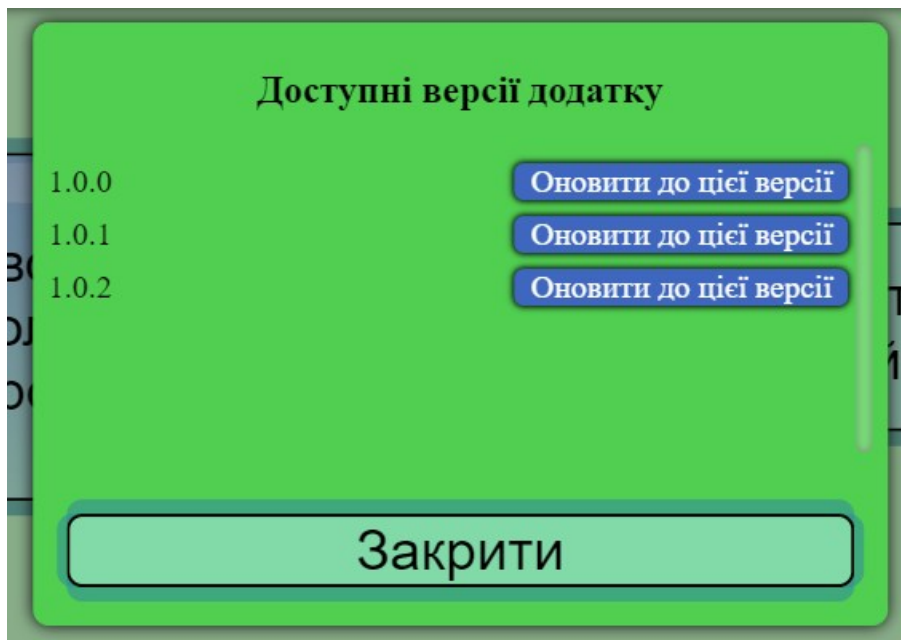 Доступні версії додатку
1.0.0 Оновити до цієї версії
1.0.1 Оновити до цієї версії
1.0.2 Оновити до цієї версії
Закрити